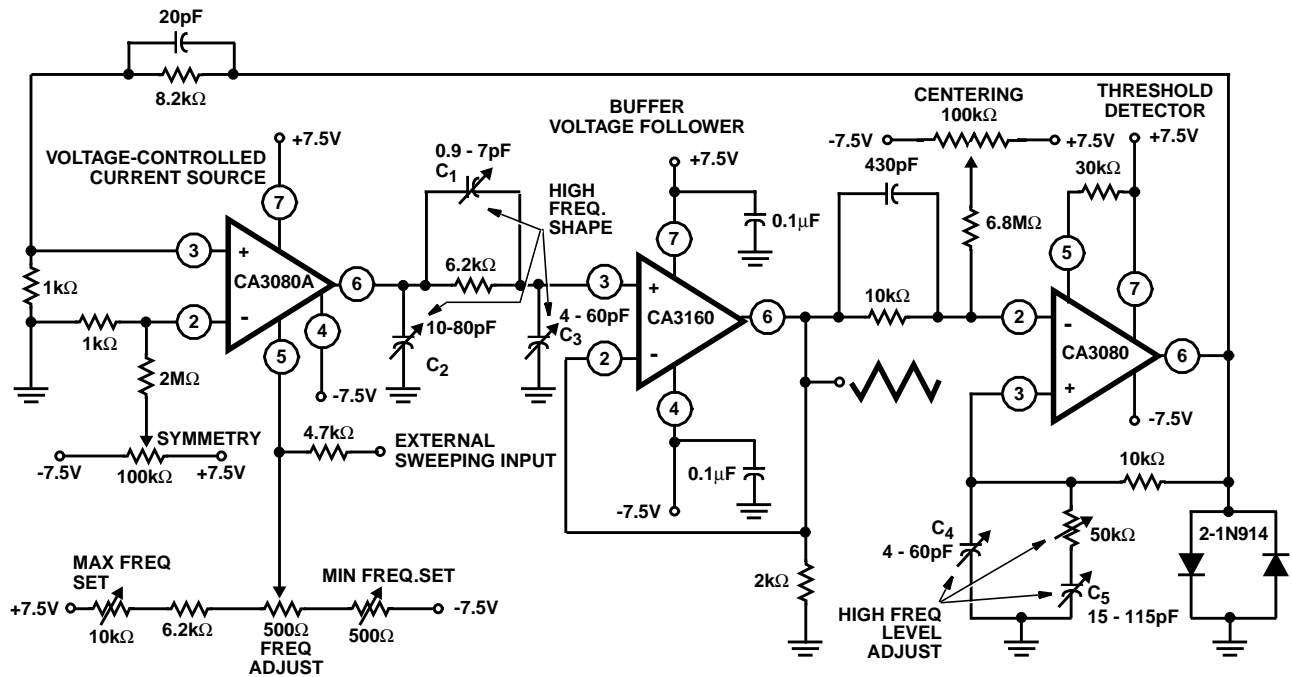 20pF
8.2kΩ
+7.5V
VOLTAGE-CONTROLLED
CURRENT SOURCE
7
3
+
CA3080A
6
1kΩ
1kΩ
2
-
4
5
2MΩ
-7.5V
SYMMETRY
-7.5V
+7.5V
100kΩ
4.7kΩ
EXTERNAL
SWEEPING INPUT
MAX FREQ
SET
+7.5V
10kΩ
6.2kΩ
500Ω
FREQ
ADJUST
MIN FREQ.SET
500Ω
-7.5V
0.9 - 7pF
C1
HIGH
FREQ.
SHAPE
6.2kΩ
10-80pF
C2
4 - 60pF
C3
BUFFER
VOLTAGE FOLLOWER
+7.5V
0.1μF
7
3
+
CA3160
6
2
-
4
0.1μF
-7.5V
2kΩ
CENTERING
100kΩ
-7.5V
+7.5V
430pF
10kΩ
6.8MΩ
THRESHOLD
DETECTOR
+7.5V
30kΩ
5
7
2
-
CA3080
6
3
+
-7.5V
10kΩ
C4
4 - 60pF
50kΩ
C5
15 - 115pF
HIGH FREQ
LEVEL
ADJUST
2-1N914